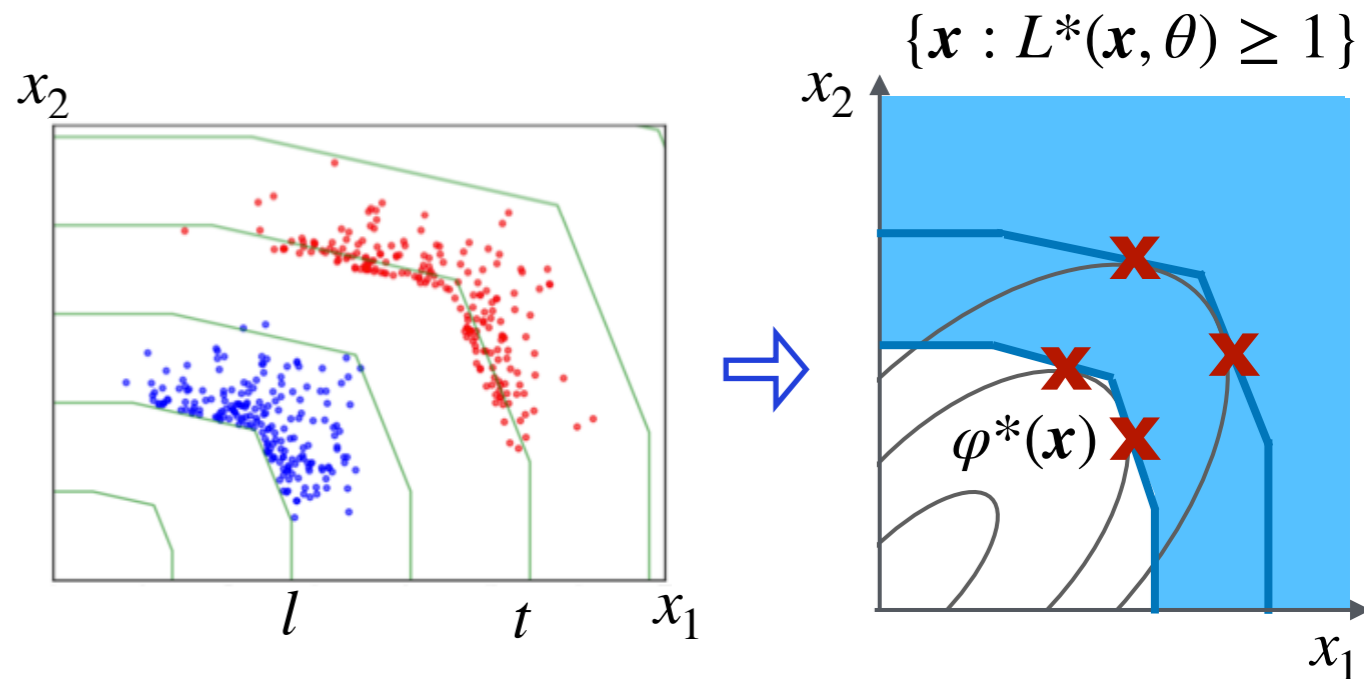 {x : L*(x, θ) ≥ 1}
x₂
x₂
φ*(x)
l
t
x₁
x₁